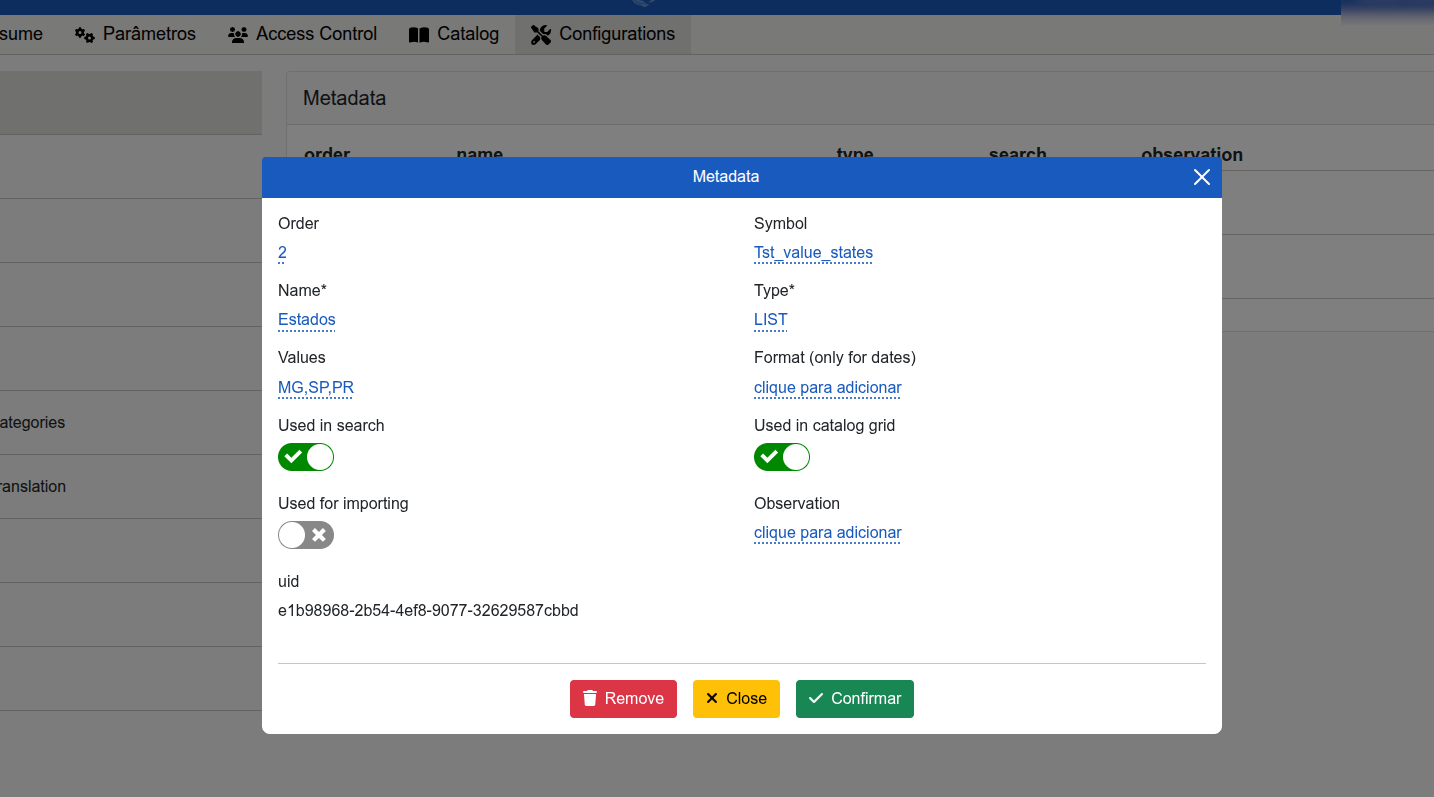 sume Parâmetros Access Control Catalog Configurations
Metadata
order name type search observation
Metadata
Order Symbol
2 Tst_value_states
Name* Type*
Estados LIST
Values Format (only for dates)
MG,SP,PR clique para adicionar
ategories
Used in search Used in catalog grid
ranslation
Used for importing Observation
clique para adicionar
uid
e1b98968-2b54-4ef8-9077-32629587cbbd
Remove Close Confirmar